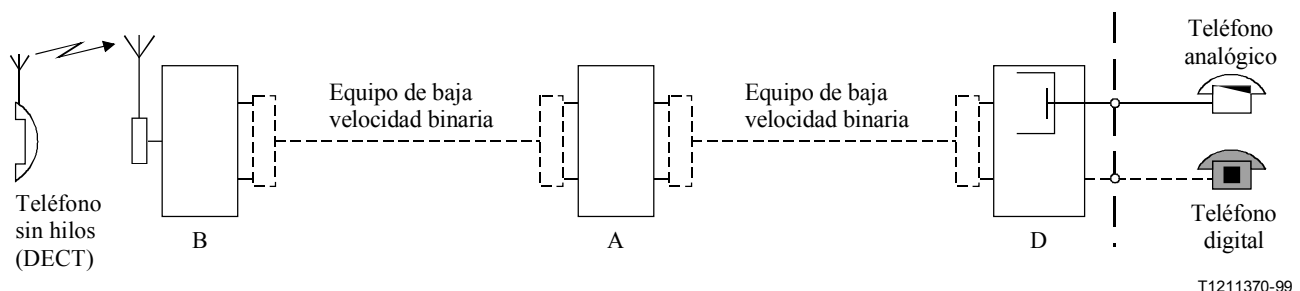 Teléfono
sin hilos
(DECT)
B
Equipo de baja
velocidad binaria
A
Equipo de baja
velocidad binaria
D
Teléfono
analógico
Teléfono
digital
T1211370-99